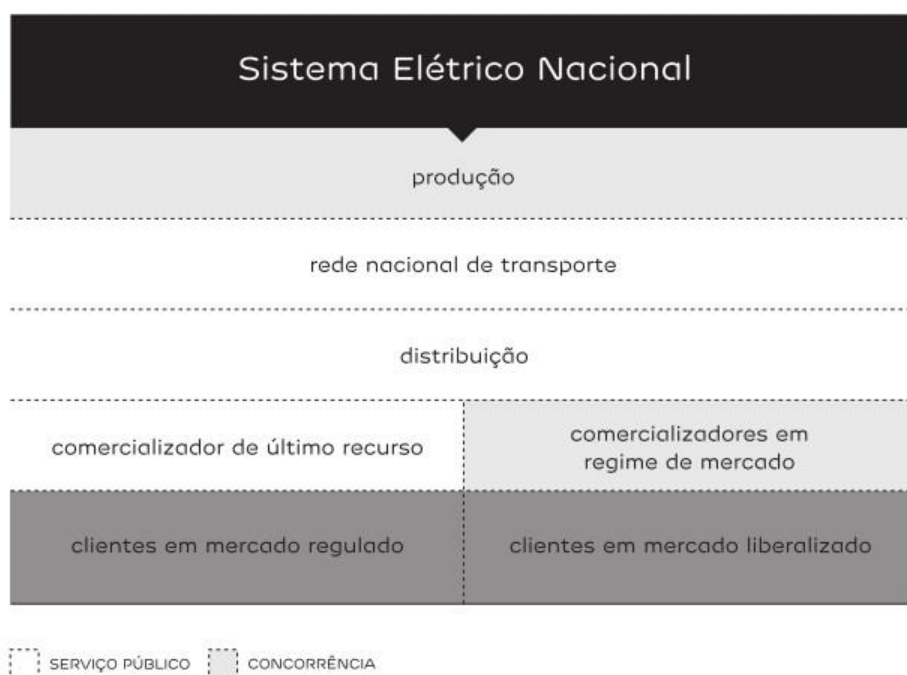 Sistema Elétrico Nacional
produção
rede nacional de transporte
distribuição
comercializador de último recurso
comercializadores em
regime de mercado
clientes em mercado regulado
clientes em mercado liberalizado
SERVIÇO PÚBLICO
CONCORRÊNCIA